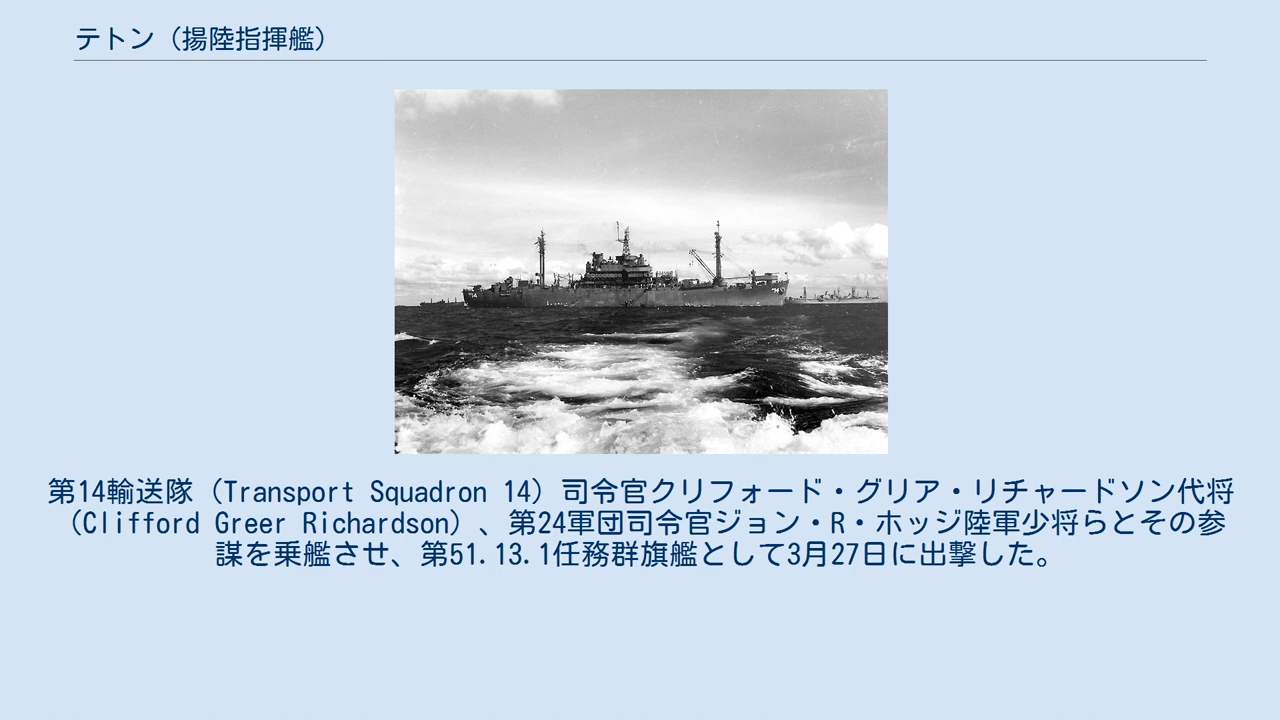 テトン（揚陸指揮艦）
第14輸送隊（Transport Squadron 14）司令官クリフォード・グリア・リチャードソン代将
（Clifford Greer Richardson）、第24軍団司令官ジョン・R・ホッジ陸軍少将らとその参
謀を乗艦させ、第51.13.1任務群旗艦として3月27日に出撃した。